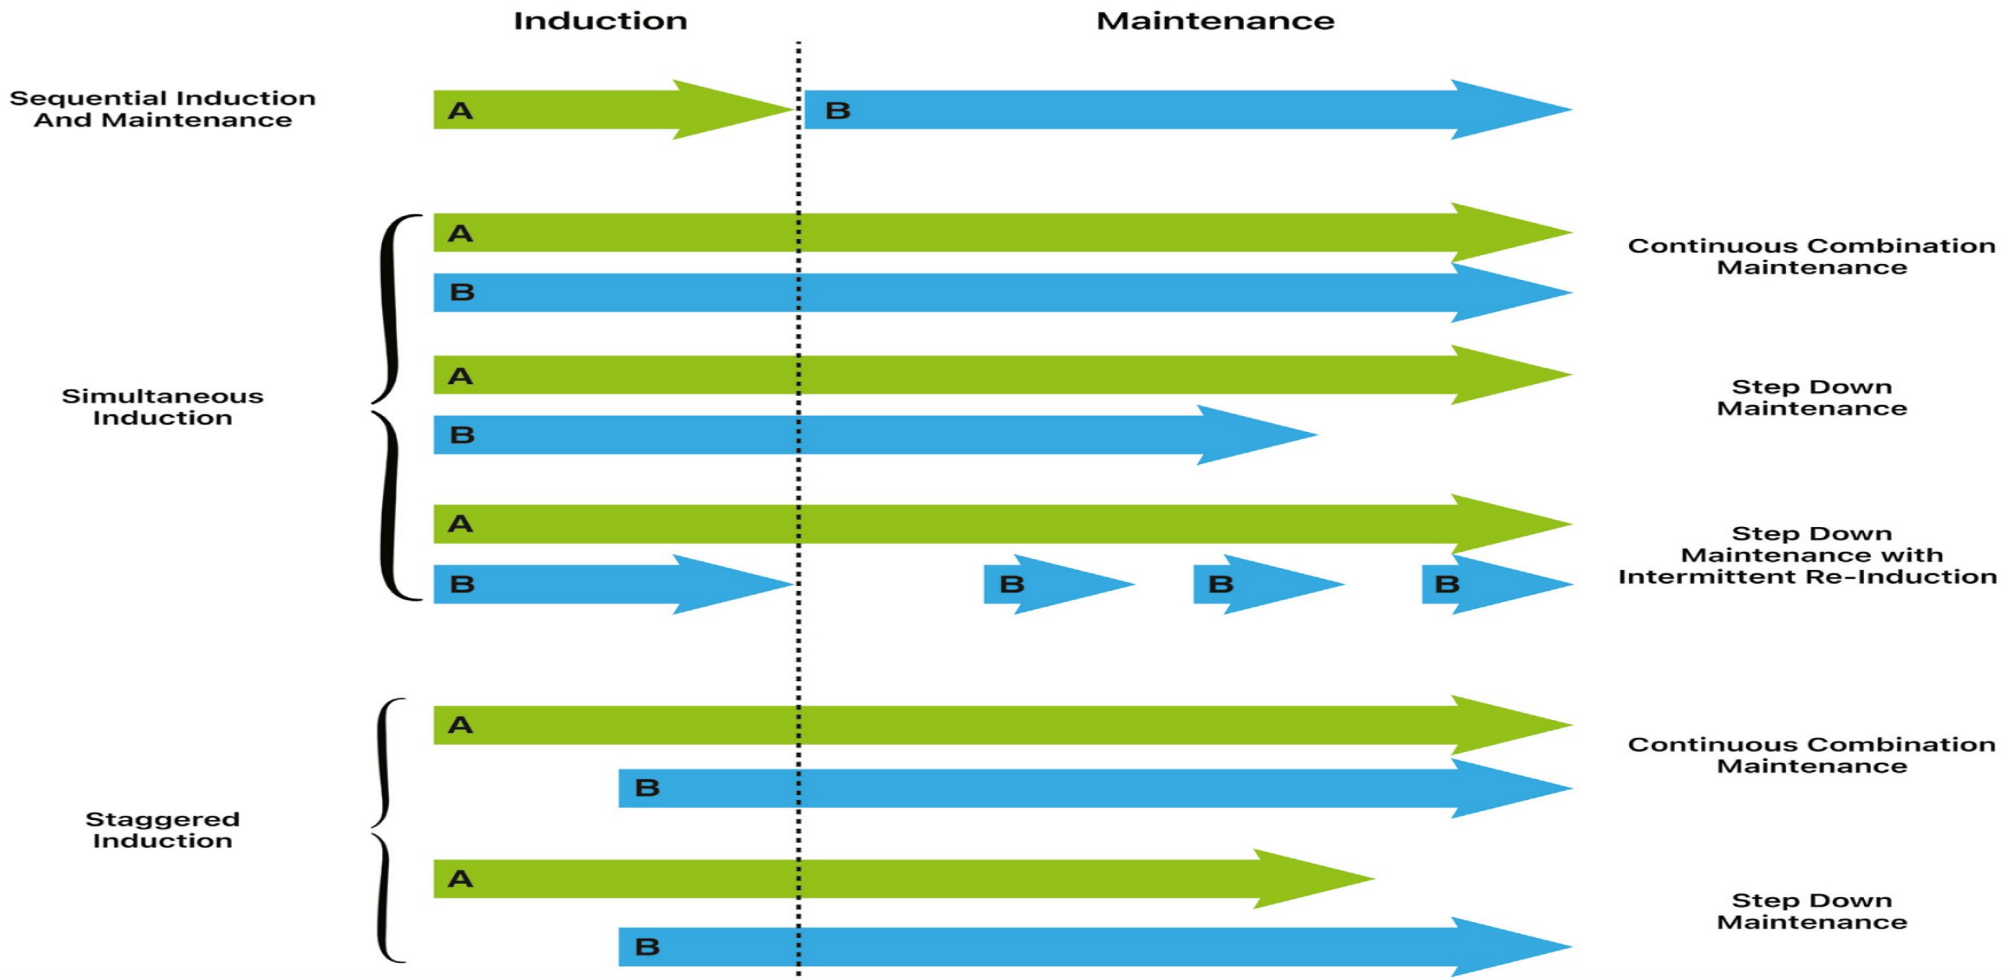 Induction
Maintenance
Sequential Induction
And Maintenance
A
B
Simultaneous
Induction
A
B
Continuous Combination
Maintenance
A
B
Step Down
Maintenance
A
B
B
B
B
Step Down
Maintenance with
Intermittent Re-Induction
Staggered
Induction
A
B
Continuous Combination
Maintenance
A
B
Step Down
Maintenance